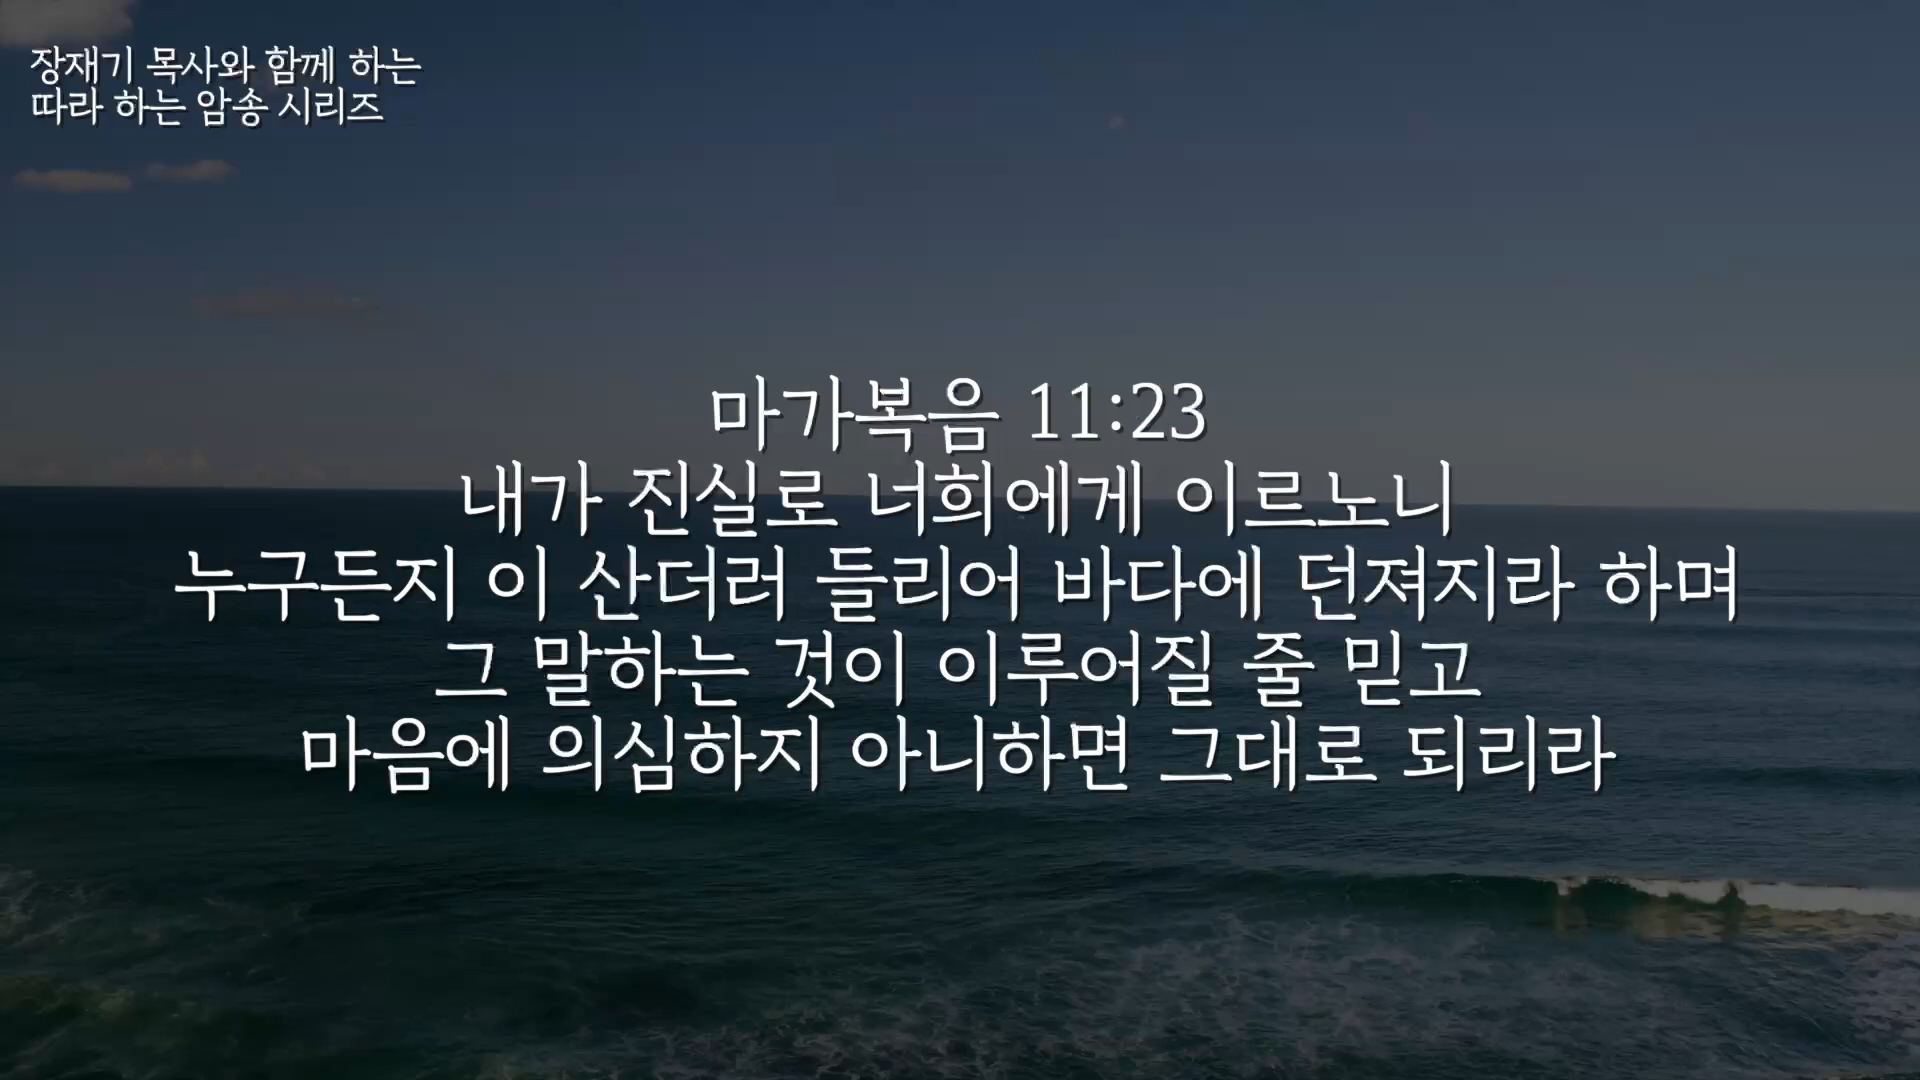 장재기 목사와 함께 하는
따라 하는 암송 시리즈
마가복음 11:23
내가 진실로 너희에게 이르노니
누구든지 이 산더러 들리어 바다에 던져지라 하며
그 말하는 것이 이루어질 줄 믿고
마음에 의심하지 아니하면 그대로 되리라